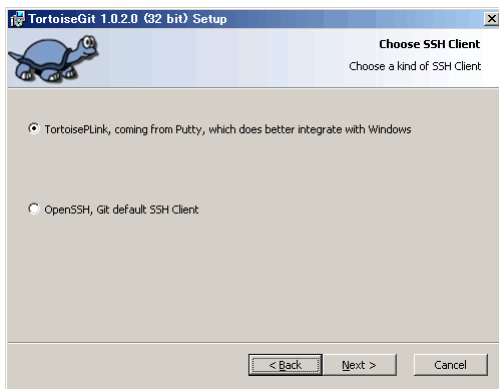 TortoiseGit 1.0.2.0 (32 bit) Setup
Choose SSH Client
Choose a kind of SSH Client
TortoisePLink, coming from Putty, which does better integrate with Windows
OpenSSH, Git default SSH Client
< Back
Next >
Cancel